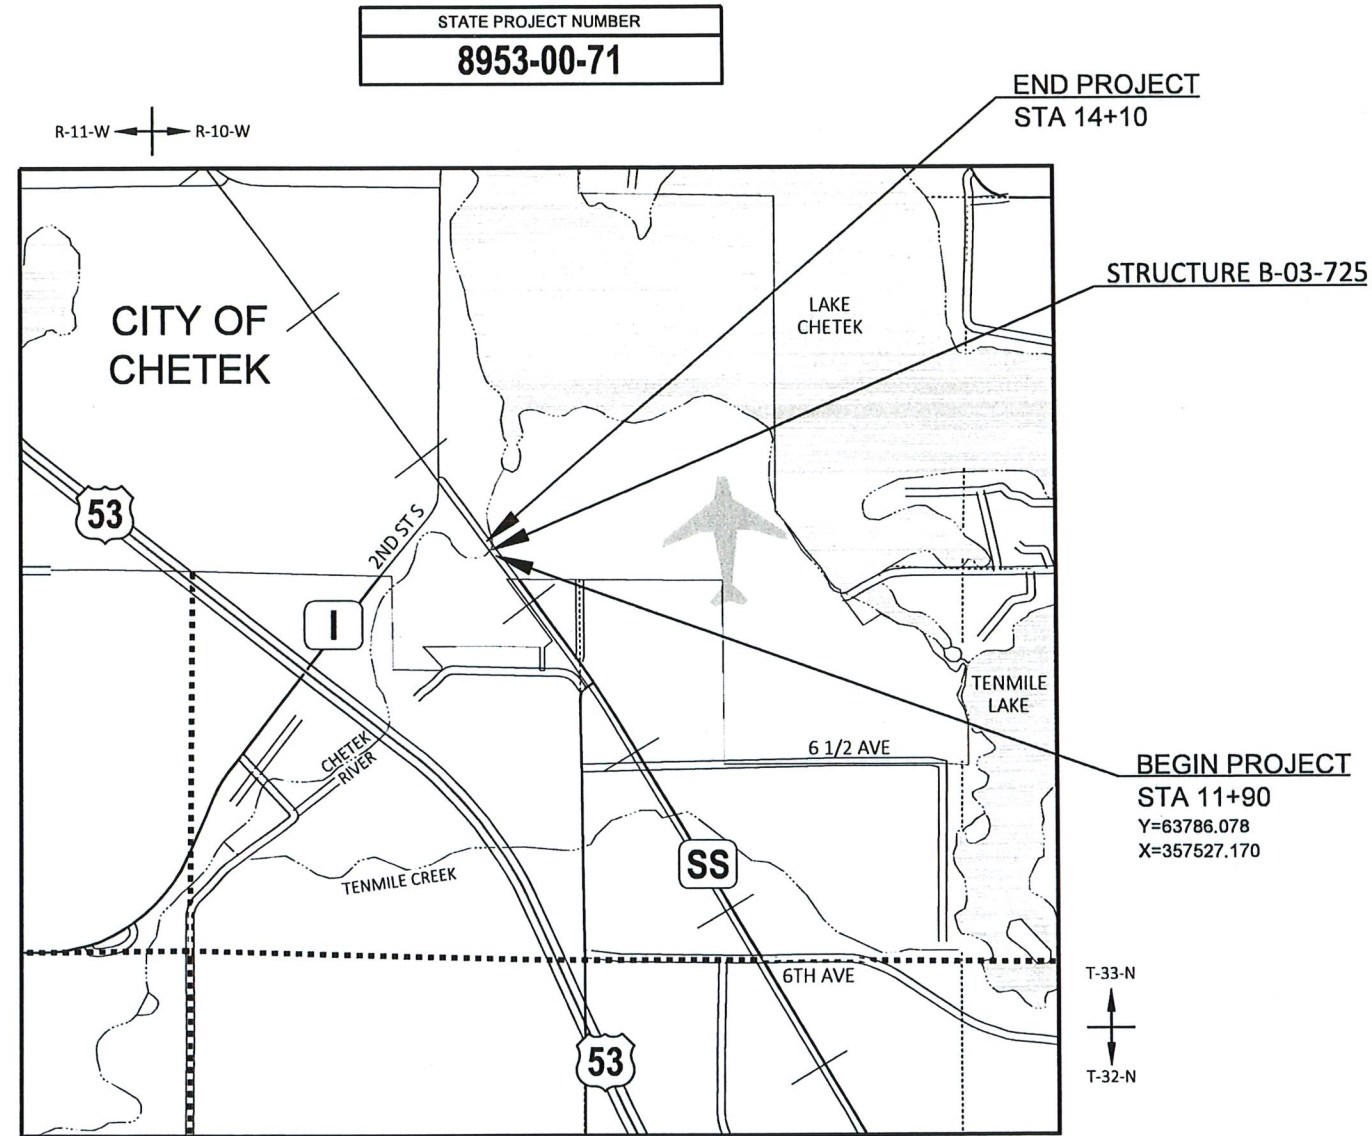 STATE PROJECT NUMBER
8953-00-71
END PROJECT
STA 14+10
R-11-W
R-10-W
STRUCTURE B-03-725
LAKE
CHETEK
CITY OF
CHETEK
53
2ND ST S
I
TENMILE
LAKE
6 1/2 AVE
CHETEK
RIVER
BEGIN PROJECT
STA 11+90
Y=63786.078
X=357527.170
SS
TENMILE CREEK
6TH AVE
T-33-N
53
T-32-N